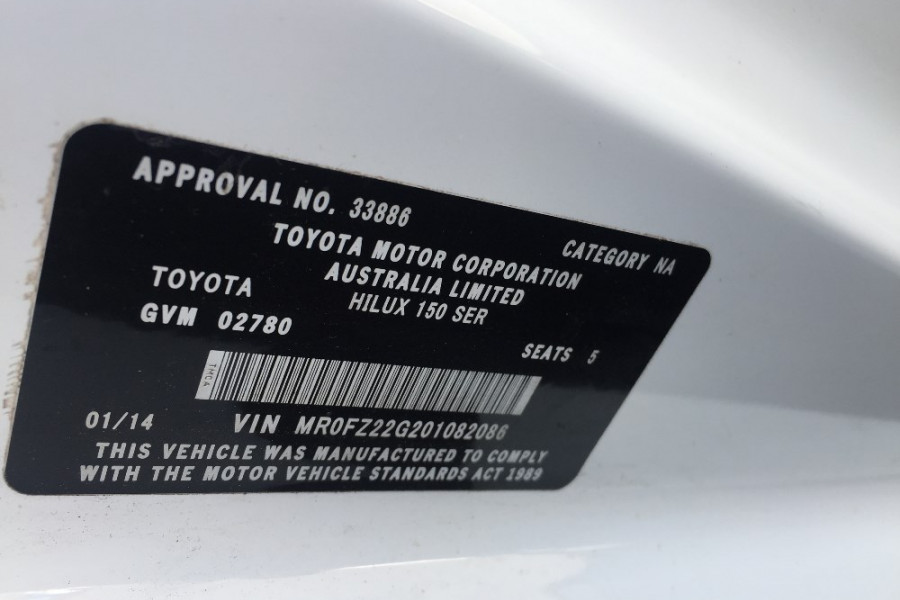 APPROVAL NO. 33886
CATEGORY NA
TOYOTA MOTOR CORPORATION
AUSTRALIA LIMITED
TOYOTA
HILUX 150 SER
GVM 02780
SEATS 5
TMCA
01/14 VIN MR0FZ22G201082086
THIS VEHICLE WAS MANUFACTURED TO COMPLY
WITH THE MOTOR VEHICLE STANDARDS ACT 1989